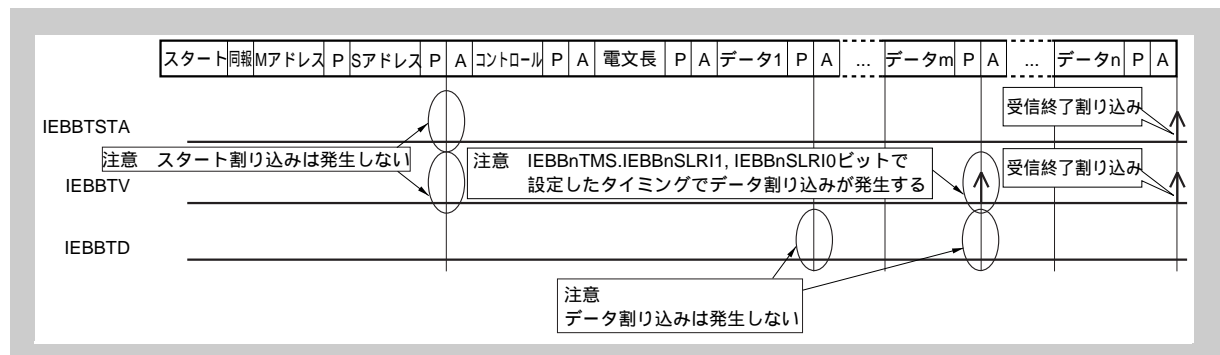 スタート 同報 Mアドレス P Sアドレス P A コントロール P A 電文長 P A データ1 P A ... データm P A ... データn P A
受信終了割り込み
IEBBTSTA
注意 スタート割り込みは発生しない
注意 IEBBnTMS.IEBBnSLRI1, IEBBnSLRI0ビットで
設定したタイミングでデータ割り込みが発生する
受信終了割り込み
IEBBTV
IEBBTD
注意
データ割り込みは発生しない